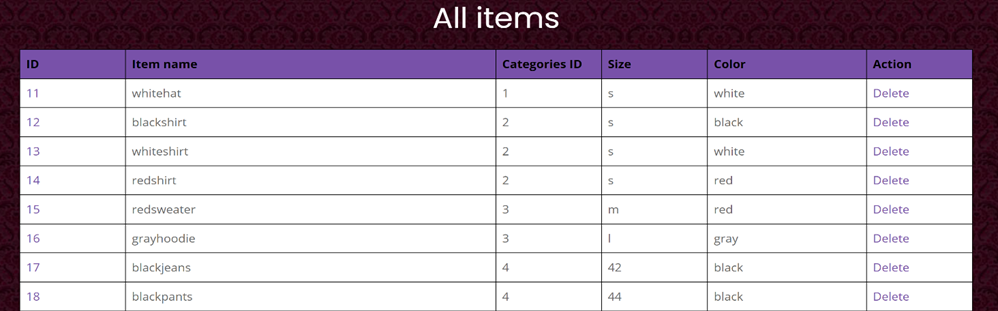 All items
ID Item name Categories ID Size Color Action
11 whitehat 1 s white Delete
12 blackshirt 2 s black Delete
13 whiteshirt 2 s white Delete
14 redshirt 2 s red Delete
15 redsweater 3 m red Delete
16 grayhoodie 3 l gray Delete
17 blackjeans 4 42 black Delete
18 blackpants 4 44 black Delete